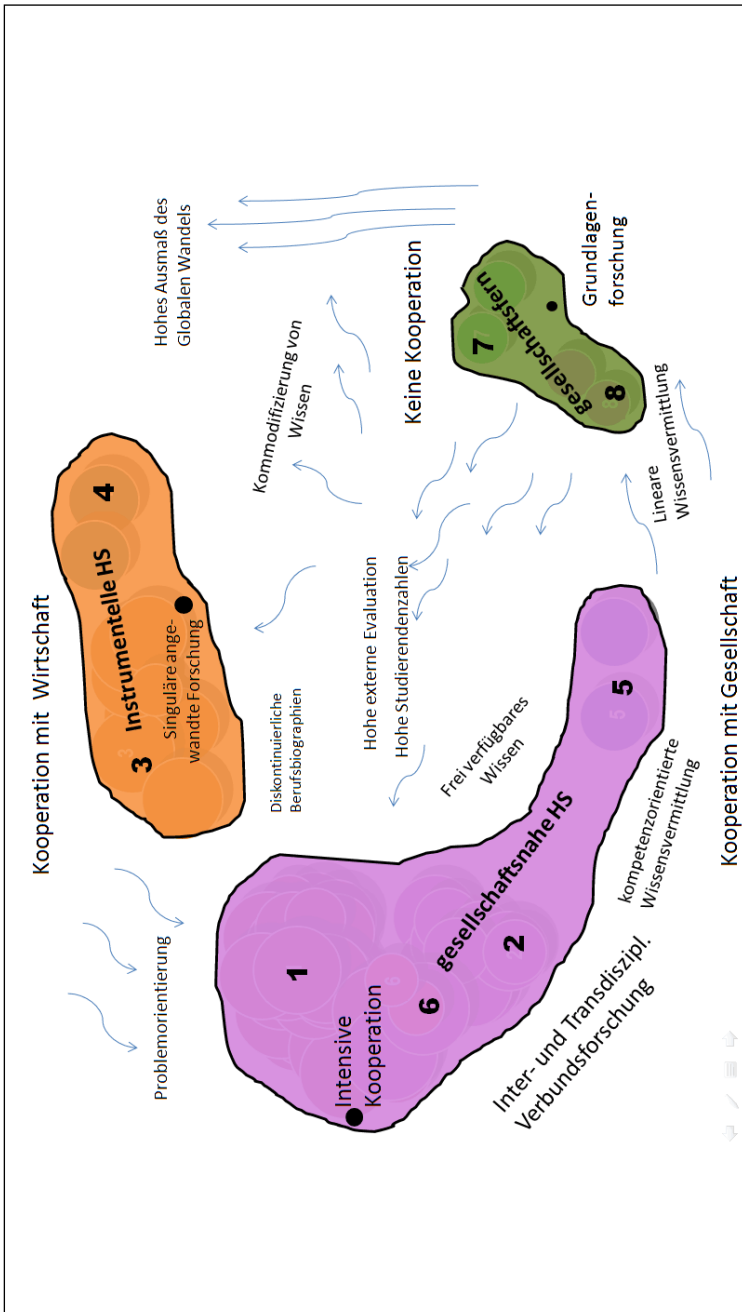 Kooperation mit Wirtschaft
Problemorientierung
3
Instrumentelle HS
4
Singuläre ange-
wandte Forschung
Hohes Ausmaß des
Globalen Wandels
Diskontinuierliche
Berufsbiographien
Kommodifizierung von
Wissen
1
Intensive
Kooperation
6
6
Hohe externe Evaluation
Hohe Studierendenzahlen
Keine Kooperation
gesellschaftsnahe HS
2
Frei verfügbares
Wissen
7
gesellschaftsfern
8
Grundlagen-
forschung
Inter- und Transdiszipl.
Verbundsforschung
kompetenzorientierte
Wissensvermittlung
5
5
Lineare
Wissensvermittlung
Kooperation mit Gesellschaft